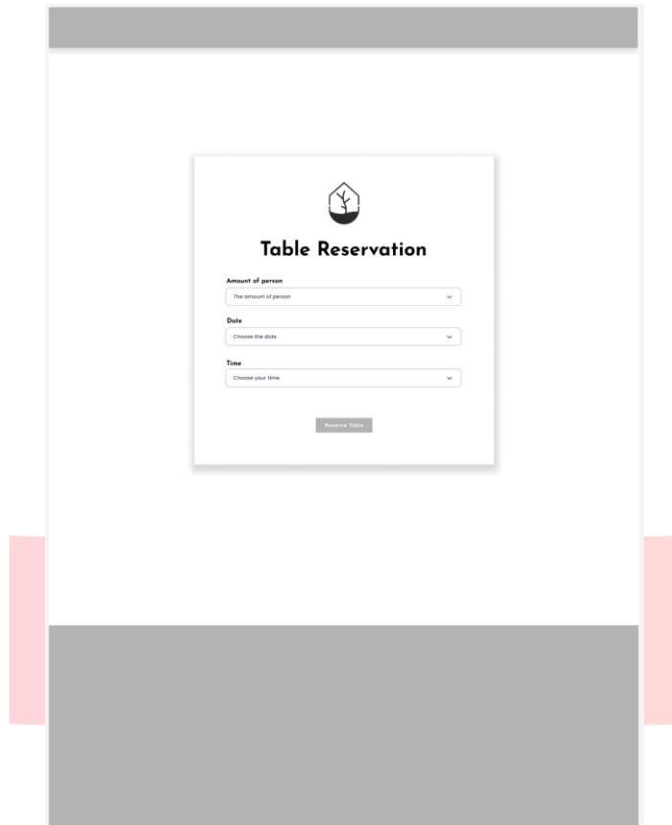 Table Reservation
Amount of person
The amount of person
Date
Choose the date
Time
Choose your time
Reserve Table